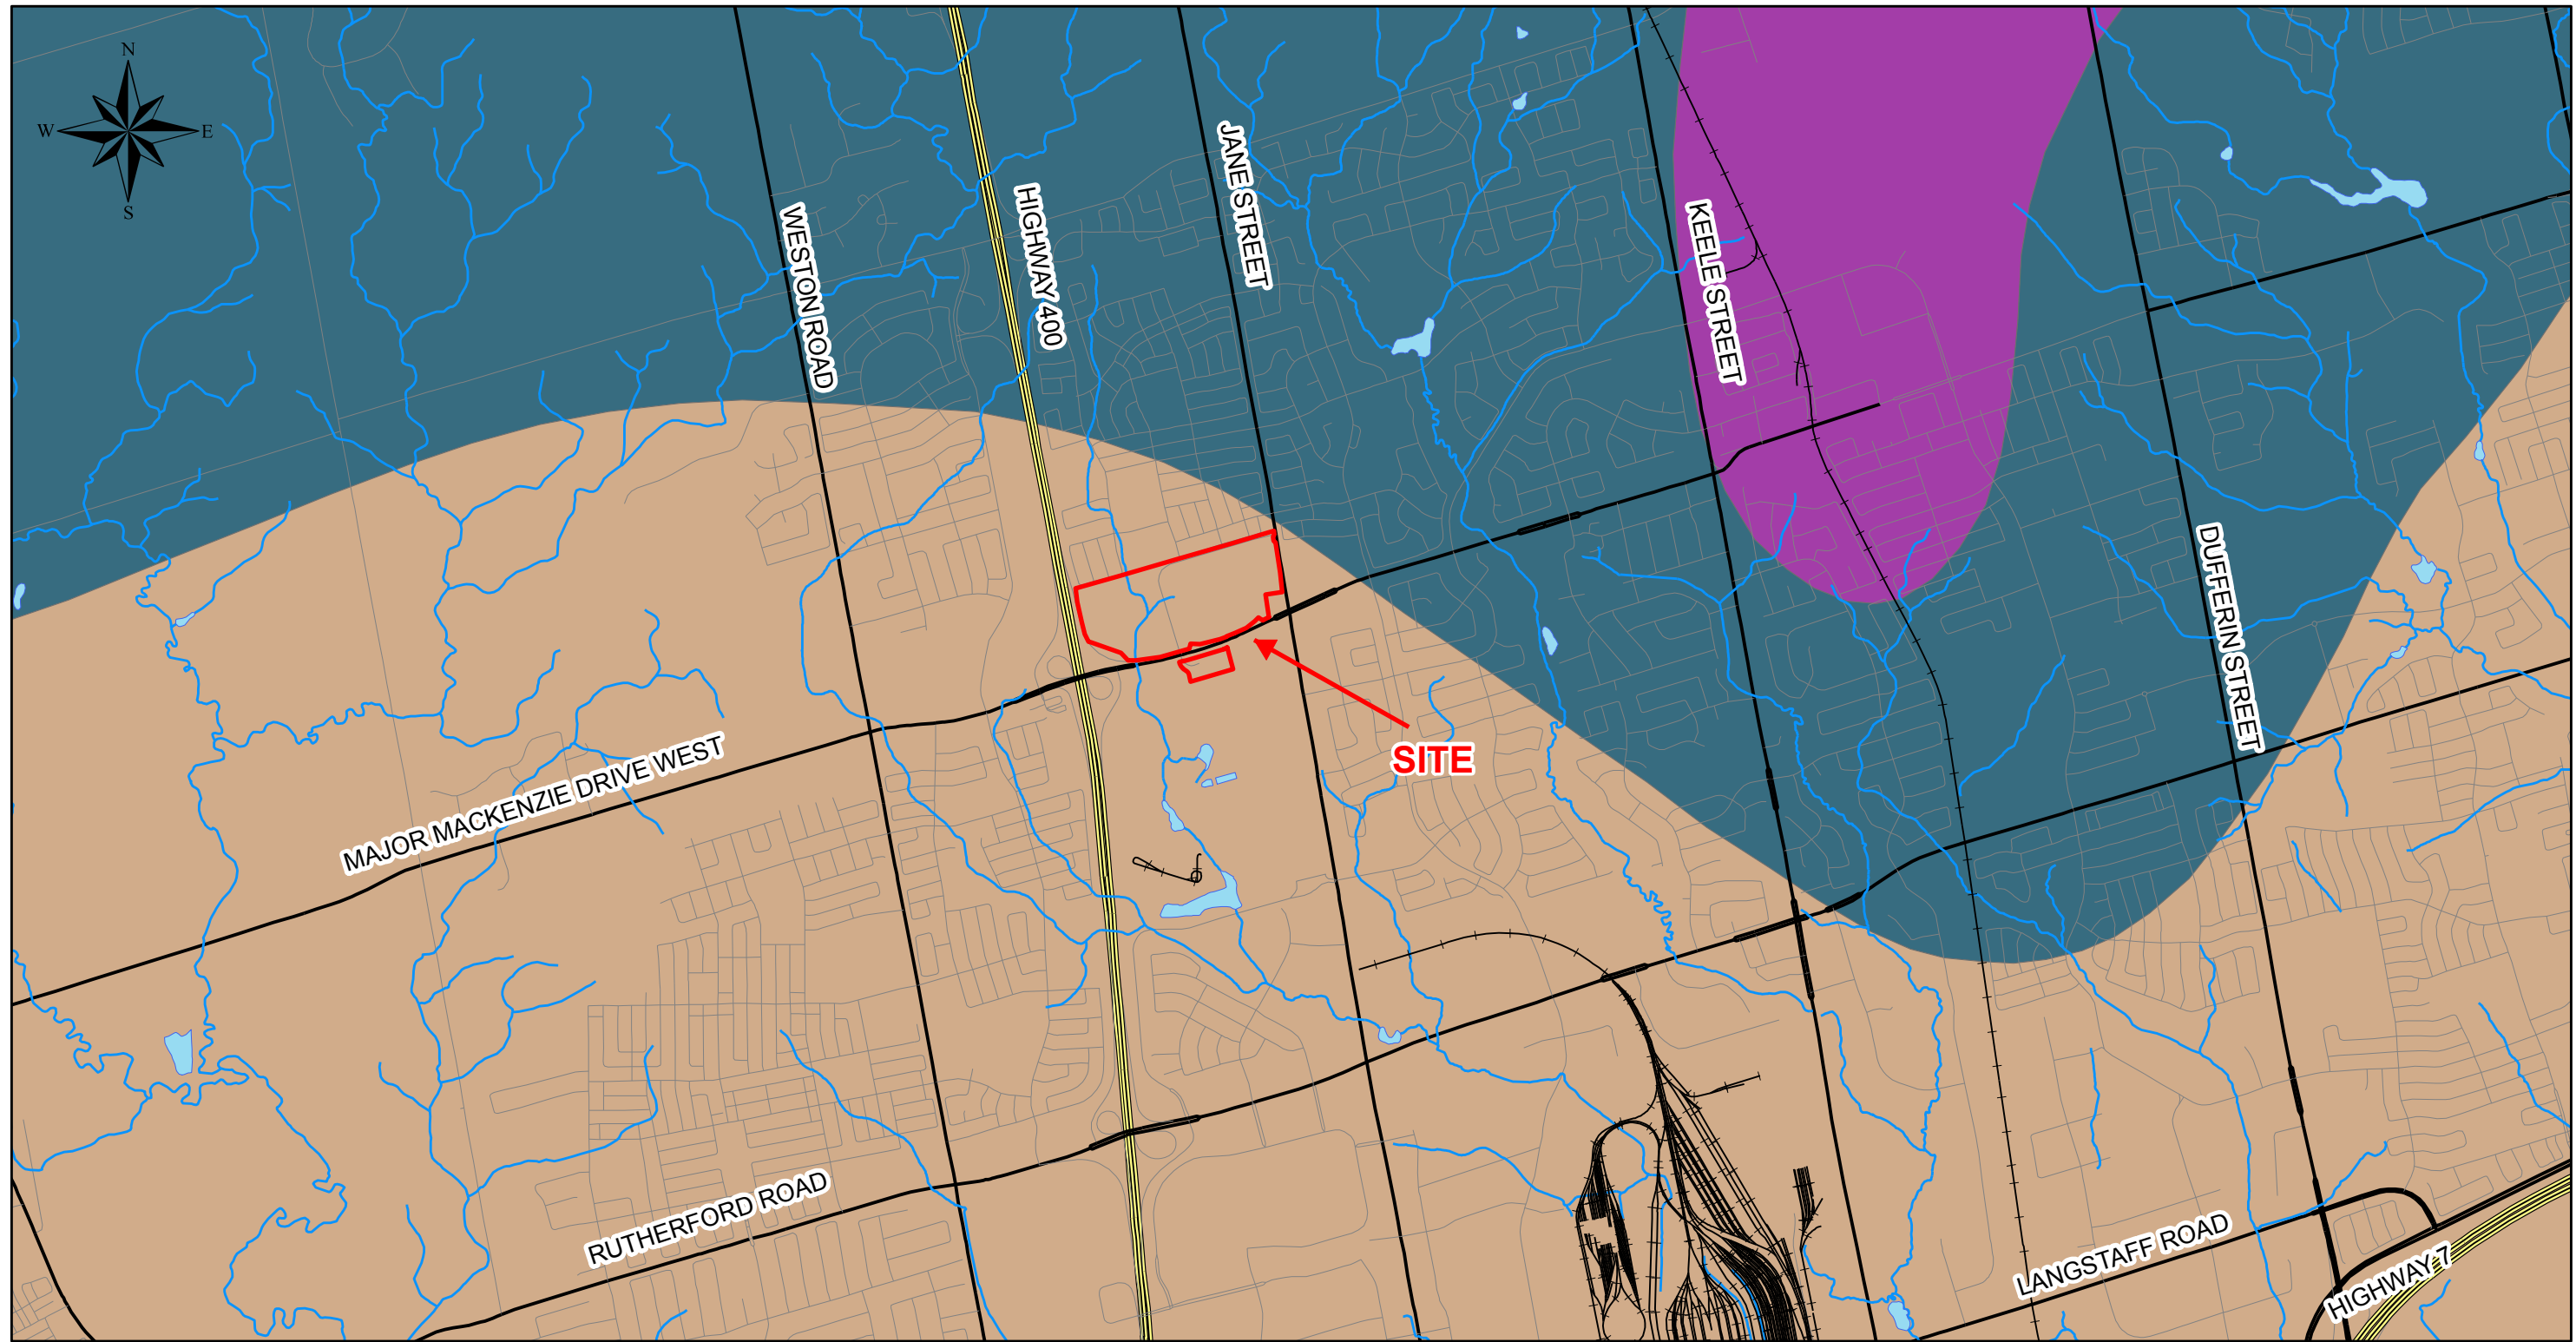 N
W E
S
WESTON ROAD
HIGHWAY 400
JANE STREET
KEELE STREET
DUFFERIN STREET
SITE
MAJOR MACKENZIE DRIVE WEST
RUTHERFORD ROAD
LANGSTAFF ROAD
HIGHWAY 7